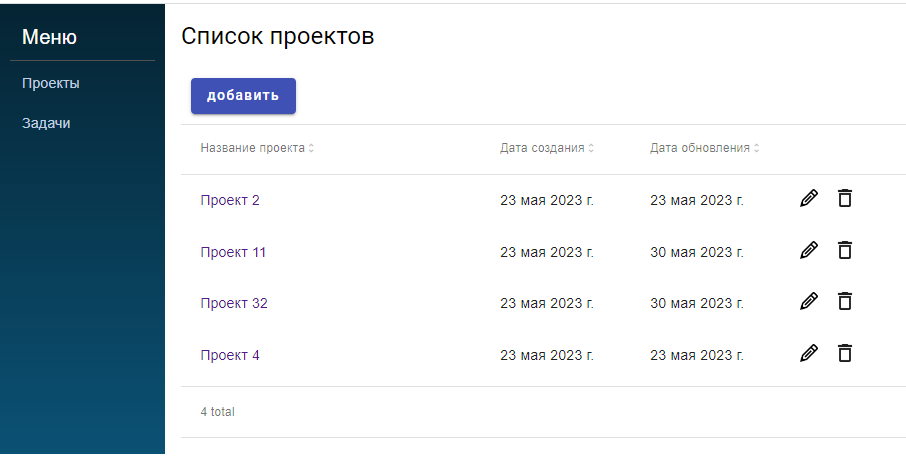 Меню
Проекты
Задачи
Список проектов
добавить
Название проекта Дата создания Дата обновления
Проект 2 23 мая 2023 г. 23 мая 2023 г.
Проект 11 23 мая 2023 г. 30 мая 2023 г.
Проект 32 23 мая 2023 г. 30 мая 2023 г.
Проект 4 23 мая 2023 г. 23 мая 2023 г.
4 total